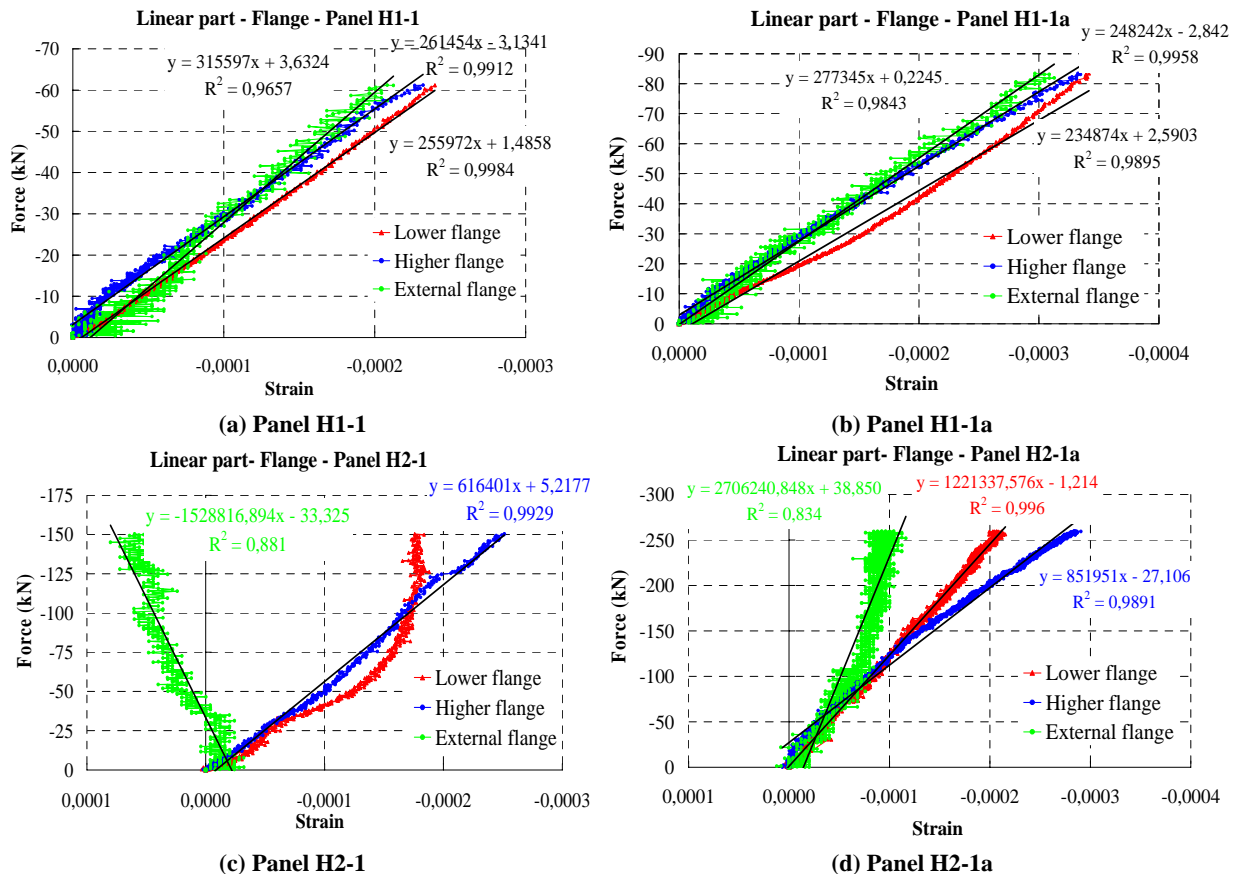 Linear part - Flange - Panel H1-1
y = 261454x - 3,1341
R² = 0,9912
y = 315597x + 3,6324
R² = 0,9657
y = 255972x + 1,4858
R² = 0,9984
Force (kN)
-70
-60
-50
-40
-30
-20
-10
0
Lower flange
Higher flange
External flange
0,0000
-0,0001
-0,0002
-0,0003
Strain
(a) Panel H1-1
Linear part - Flange - Panel H1-1a
248242x - 2,842
R² = 0,9958
y = 277345x + 0,2245
R² = 0,9843
y = 234874x + 2,5903
R² = 0,9895
Force (kN)
-90
-80
-70
-60
-50
-40
-30
-20
-10
0
Lower flange
Higher flange
External flange
0,0000
-0,0001
-0,0002
-0,0003
-0,0004
Strain
(b) Panel H1-1a
Linear part- Flange - Panel H2-1
y = 616401x + 5,2177
R² = 0,9929
y = -1528816,894x - 33,325
R² = 0,881
Force (kN)
-175
-150
-125
-100
-75
-50
-25
0
Lower flange
Higher flange
External flange
0,0001
0,0000
-0,0001
-0,0002
-0,0003
Strain
(c) Panel H2-1
Linear part- Flange - Panel H2-1a
y = 2706240,848x + 38,850
R² = 0,834
y = 1221337,576x - 1,214
R² = 0,996
y = 851951x - 27,106
R² = 0,9891
Force (kN)
-300
-250
-200
-150
-100
-50
0
Lower flange
Higher flange
External flange
0,0001
0,0000
-0,0001
-0,0002
-0,0003
-0,0004
Strain
(d) Panel H2-1a